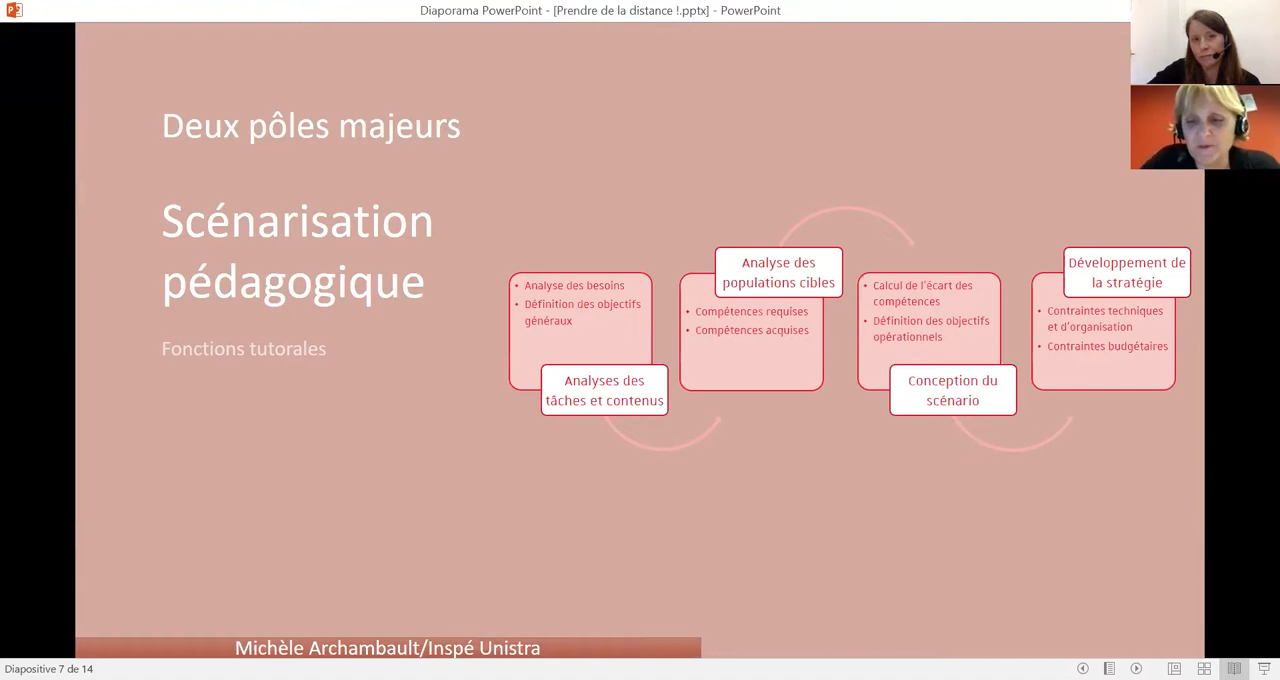 Diaporama PowerPoint - [Prendre de la distance !.pptx] - PowerPoint
Deux pôles majeurs
Scénarisation
pédagogique
Fonctions tutorales
• Analyse des besoins
• Définition des objectifs
généraux
Analyses des
tâches et contenus
Analyse des
populations cibles
• Compétences requises
• Compétences acquises
• Calcul de l'écart des
compétences
• Définition des objectifs
opérationnels
Conception du
scénario
Développement de
la stratégie
• Contraintes techniques
et d'organisation
• Contraintes budgétaires
Michèle Archambault/Inspé Unistra
Diapositive 7 de 14